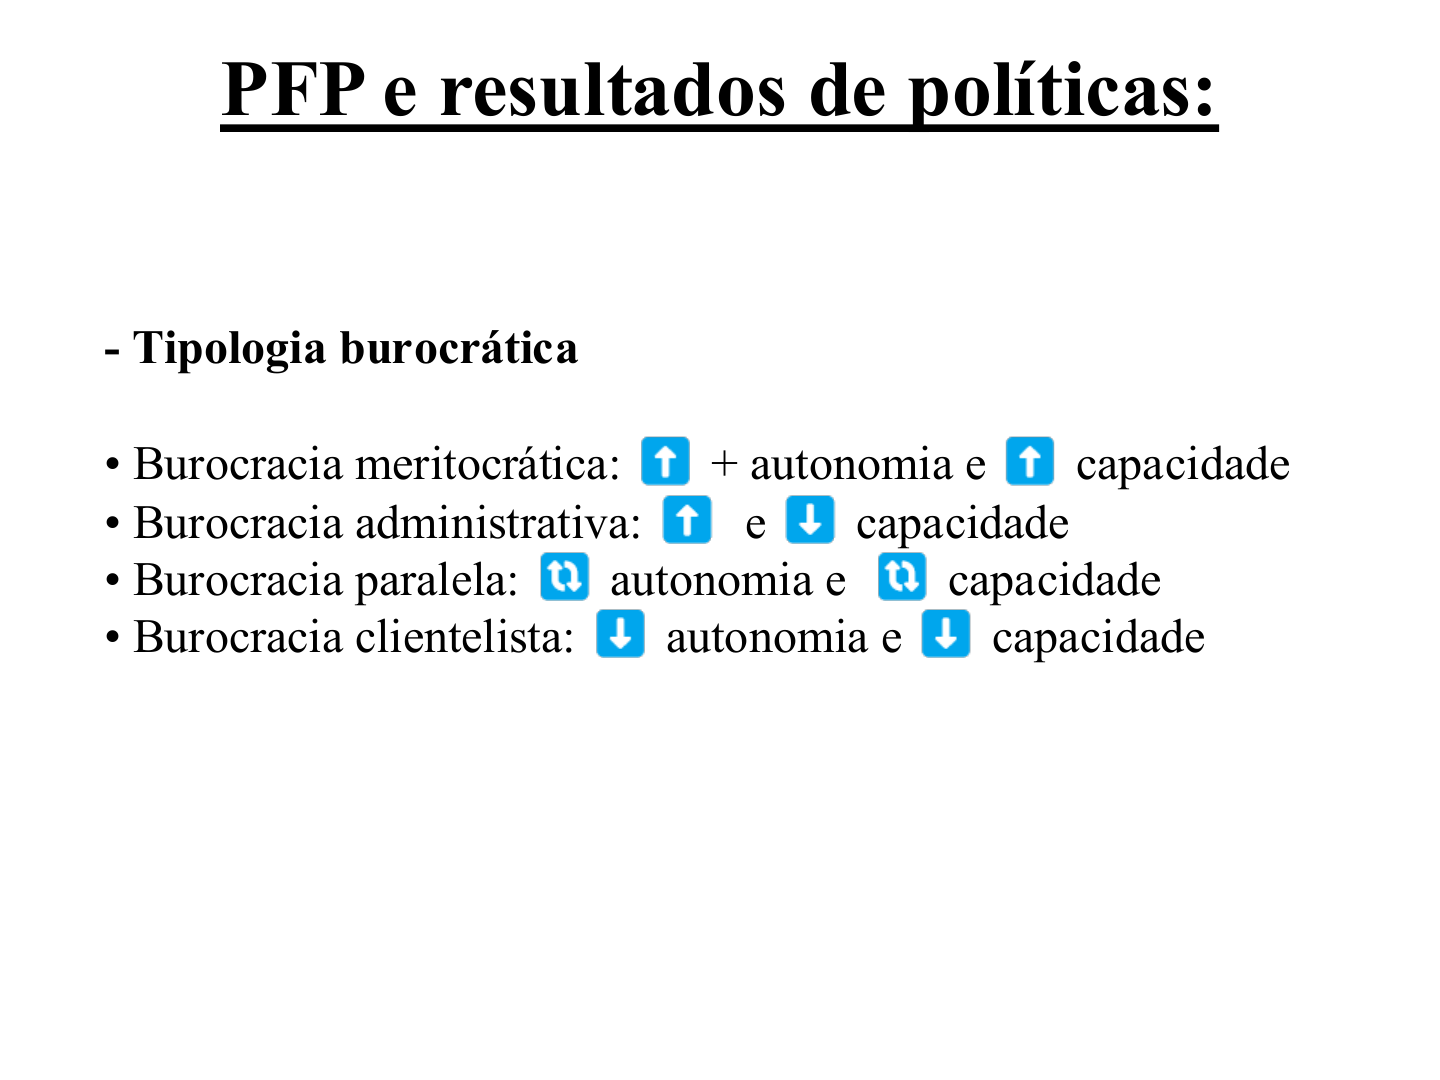 PFP e resultados de políticas:
- Tipologia burocrática
• Burocracia meritocrática: ⬆️ + autonomia e ⬆️ capacidade
• Burocracia administrativa: ⬆️ e ⬇️ capacidade
• Burocracia paralela: 🔃 autonomia e 🔃 capacidade
• Burocracia clientelista: ⬇️ autonomia e ⬇️ capacidade